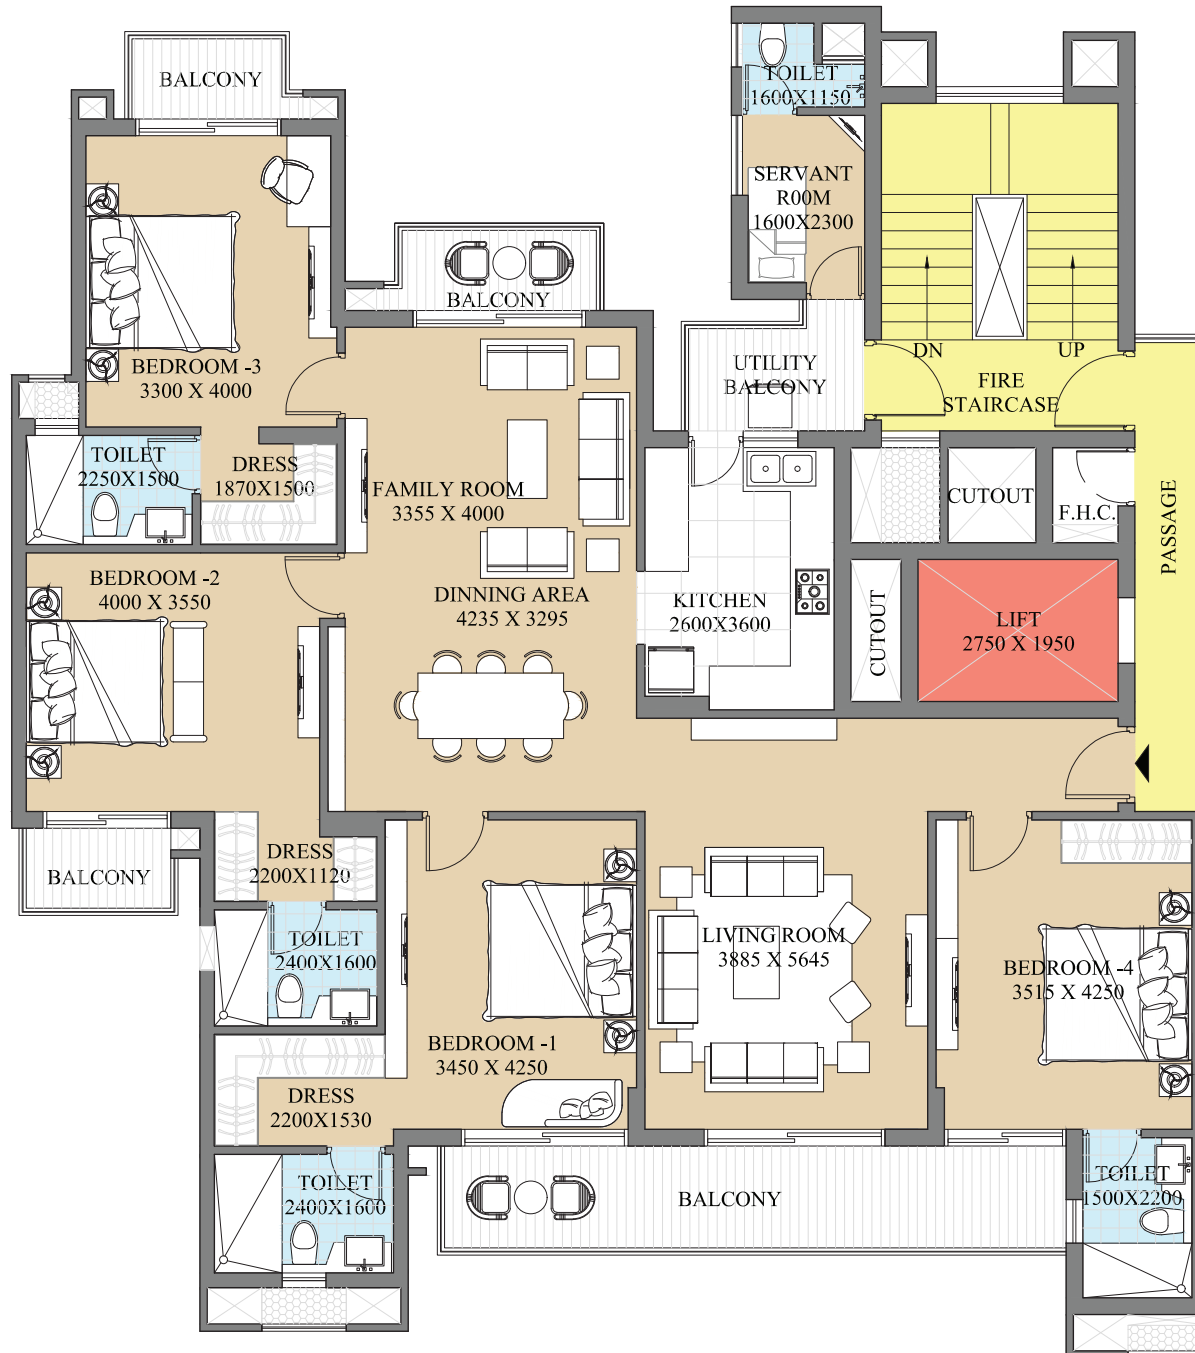 BALCONY
TOILET
1600X1150
SERVANT
R00M
1600X2300
BALCONY
DN
UP
UTILITY
BALCONY
FIRE
STAIRCASE
BEDROOM -3
3300 X 4000
TOILET
2250X1500
DRESS
1870X1500
FAMILY ROOM
3355 X 4000
CUTOUT
F.H.C.
PASSAGE
BEDROOM -2
4000 X 3550
DINNING AREA
4235 X 3295
KITCHEN
2600X3600
CUTOUT
LIFT
2750 X 1950
BALCONY
DRESS
2200X1120
TOILET
2400X1600
LIVING ROOM
3885 X 5645
BEDROOM -4
3515 X 4250
BEDROOM -1
3450 X 4250
DRESS
2200X1530
TOILET
2400X1600
BALCONY
TOILET
1500X2200